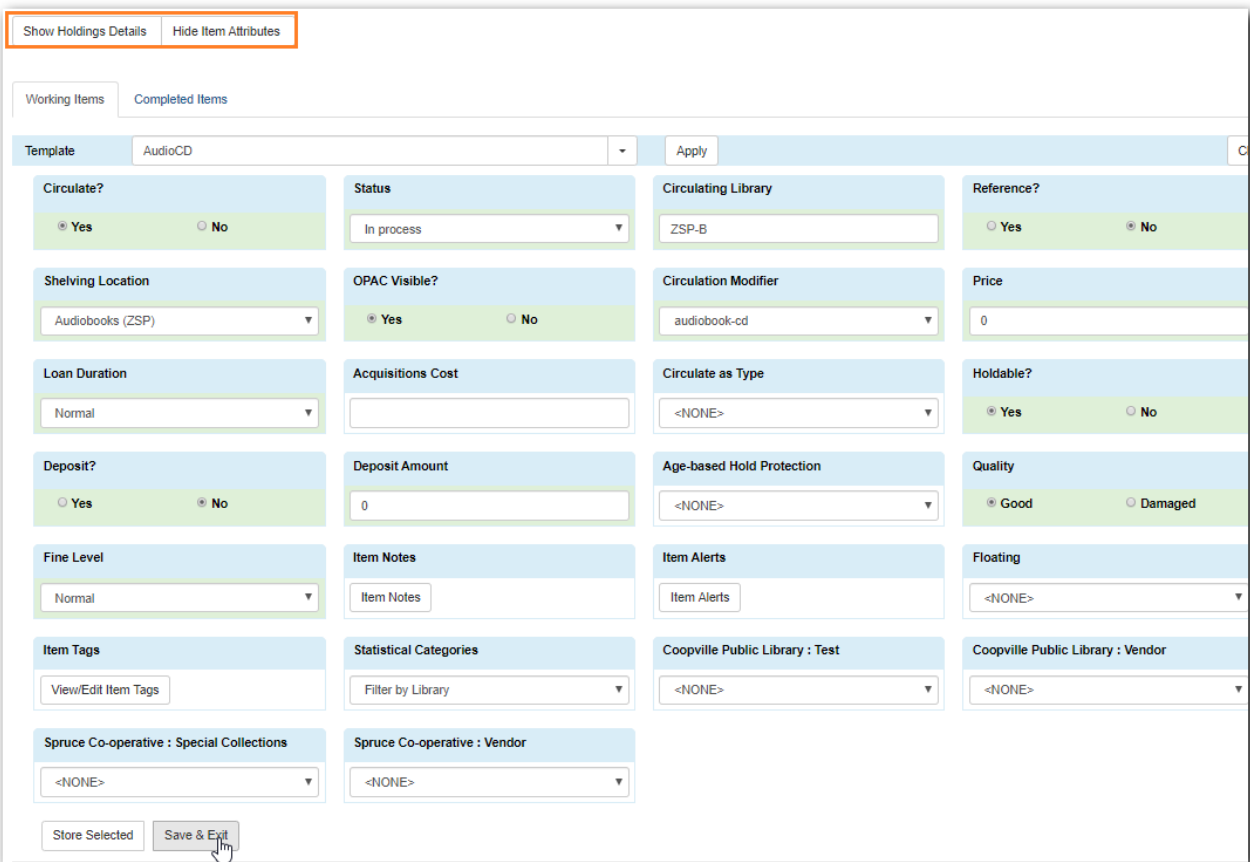 Show Holdings Details Hide Item Attributes
Working Items Completed Items
Template AudioCD Apply
Circulate? Status Circulating Library Reference?
Yes No In process ZSP-B Yes No
Shelving Location OPAC Visible? Circulation Modifier Price
Audiobooks (ZSP) Yes No audiobook-cd 0
Loan Duration Acquisitions Cost Circulate as Type Holdable?
Normal <NONE> Yes No
Deposit? Deposit Amount Age-based Hold Protection Quality
Yes No 0 <NONE> Good Damaged
Fine Level Item Notes Item Alerts Floating
Normal Item Notes Item Alerts <NONE>
Item Tags Statistical Categories Coopville Public Library : Test Coopville Public Library : Vendor
View/Edit Item Tags Filter by Library <NONE> <NONE>
Spruce Co-operative : Special Collections Spruce Co-operative : Vendor
<NONE> <NONE>
Store Selected Save & Exit